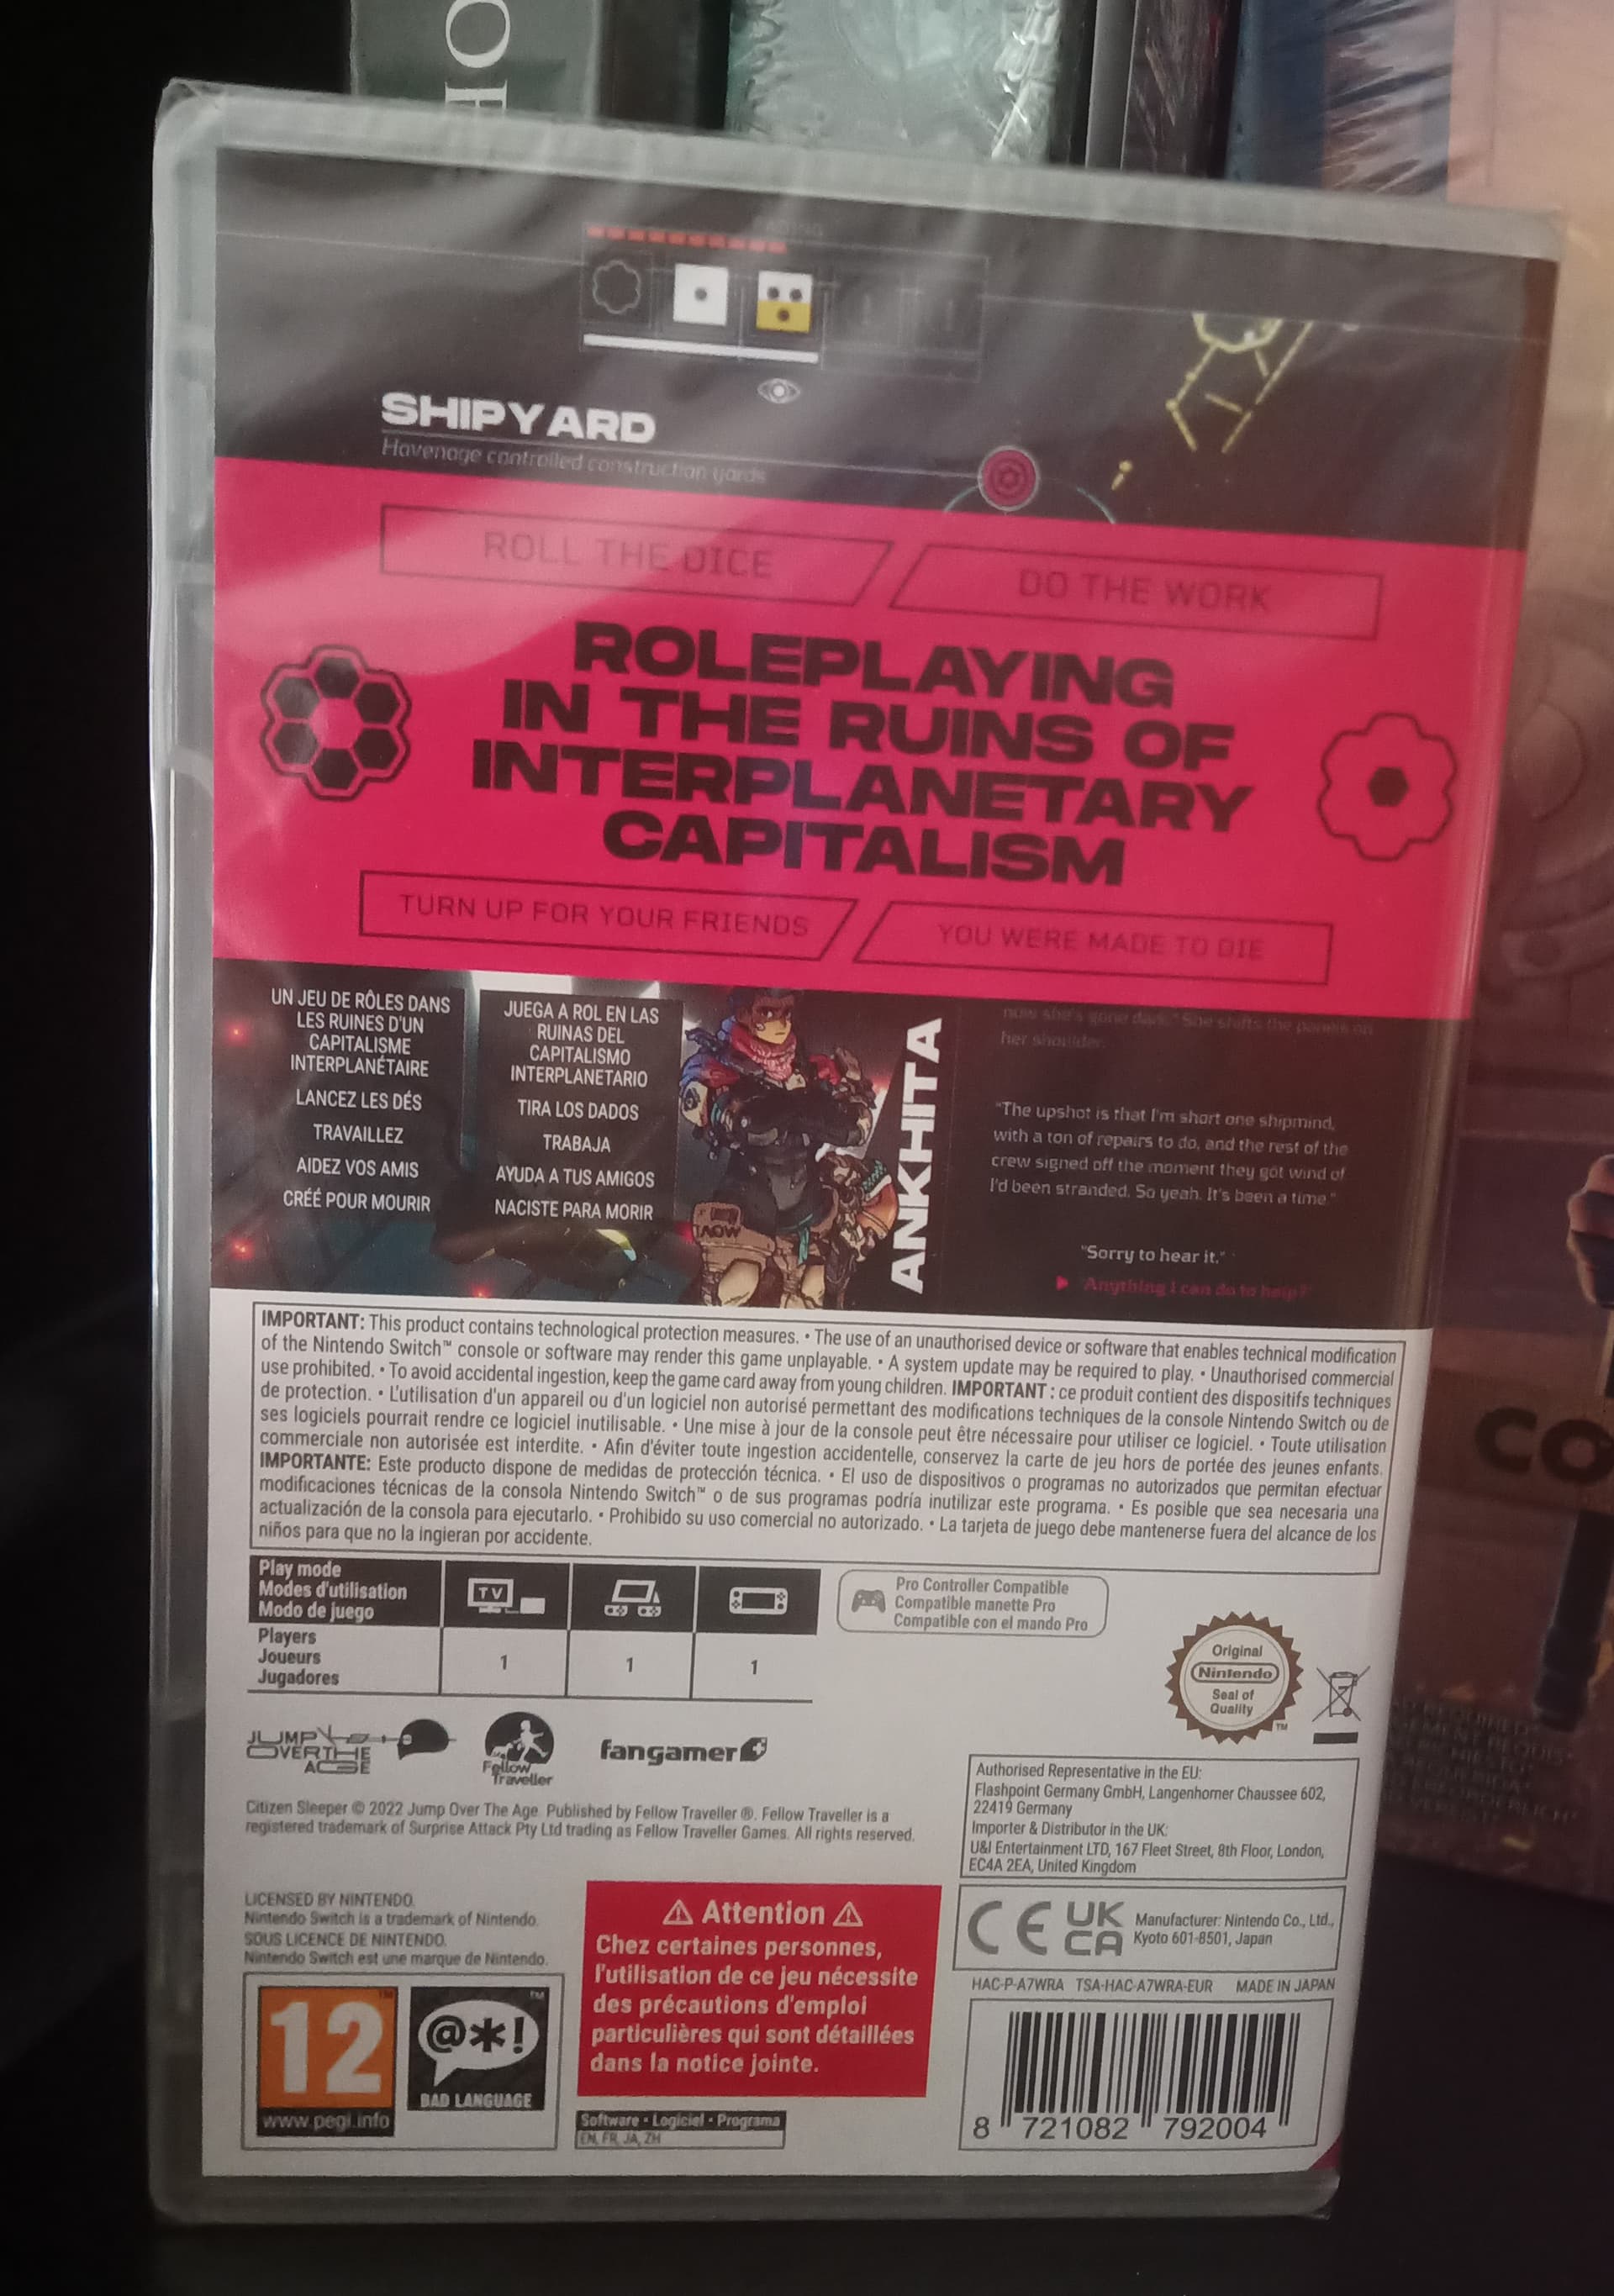 SHIPYARD
Havenage controlled construction yards
ROLL THE DICE
DO THE WORK
ROLEPLAYING
IN THE RUINS OF
INTERPLANETARY
CAPITALISM
TURN UP FOR YOUR FRIENDS
YOU WERE MADE TO DIE
UN JEU DE RÔLES DANS
LES RUINES D'UN
CAPITALISME
INTERPLANÉTAIRE
LANCEZ LES DÉS
TRAVAILLEZ
AIDEZ VOS AMIS
CRÉÉ POUR MOURIR
JUEGA A ROL EN LAS
RUINAS DEL
CAPITALISMO
INTERPLANETARIO
TIRA LOS DADOS
TRABAJA
AYUDA A TUS AMIGOS
NACISTE PARA MORIR
TAOW
ANKHITA
now she's gone dark." She shifts the panels on
her shoulder.
"The upshot is that I'm short one shipmind,
with a ton of repairs to do, and the rest of the
crew signed off the moment they got wind of
I'd been stranded. So yeah. It's been a time."
"Sorry to hear it."
"Anything I can do to help?"
IMPORTANT: This product contains technological protection measures. • The use of an unauthorised device or software that enables technical modification
of the Nintendo Switch™ console or software may render this game unplayable. • A system update may be required to play. • Unauthorised commercial
use prohibited. • To avoid accidental ingestion, keep the game card away from young children. IMPORTANT : ce produit contient des dispositifs techniques
de protection. • L'utilisation d'un appareil ou d'un logiciel non autorisé permettant des modifications techniques de la console Nintendo Switch ou de
ses logiciels pourrait rendre ce logiciel inutilisable. • Une mise à jour de la console peut être nécessaire pour utiliser ce logiciel. • Toute utilisation
commerciale non autorisée est interdite. • Afin d'éviter toute ingestion accidentelle, conservez la carte de jeu hors de portée des jeunes enfants.
IMPORTANTE: Este producto dispone de medidas de protección técnica. • El uso de dispositivos o programas no autorizados que permitan efectuar
modificaciones técnicas de la consola Nintendo Switch™ o de sus programas podría inutilizar este programa. • Es posible que sea necesaria una
actualización de la consola para ejecutarlo. • Prohibido su uso comercial no autorizado. • La tarjeta de juego debe mantenerse fuera del alcance de los
niños para que no la ingieran por accidente.
Play mode
Modes d'utilisation
Modo de juego
TV
Players
Joueurs
Jugadores
1 1 1
Pro Controller Compatible
Compatible manette Pro
Compatible con el mando Pro
Original
Nintendo
Seal of
Quality
TM
JUMP
OVER THE
AGE
Fellow
Traveller
fangamer
Citizen Sleeper © 2022 Jump Over The Age. Published by Fellow Traveller ®. Fellow Traveller is a
registered trademark of Surprise Attack Pty Ltd trading as Fellow Traveller Games. All rights reserved.
Authorised Representative in the EU:
Flashpoint Germany GmbH, Langenhorner Chaussee 602,
22419 Germany
Importer & Distributor in the UK:
U&I Entertainment LTD, 167 Fleet Street, 8th Floor, London,
EC4A 2EA, United Kingdom
LICENSED BY NINTENDO.
Nintendo Switch is a trademark of Nintendo.
SOUS LICENCE DE NINTENDO.
Nintendo Switch est une marque de Nintendo.
12
www.pegi.info
@*!
BAD LANGUAGE
⚠ Attention ⚠
Chez certaines personnes,
l'utilisation de ce jeu nécessite
des précautions d'emploi
particulières qui sont détaillées
dans la notice jointe.
Software • Logiciel • Programa
EN, FR, JA, ZH
CE UK
CA
Manufacturer: Nintendo Co., Ltd.,
Kyoto 601-8501, Japan
HAC-P-A7WRA TSA-HAC-A7WRA-EUR MADE IN JAPAN
8 721082 792004
CO